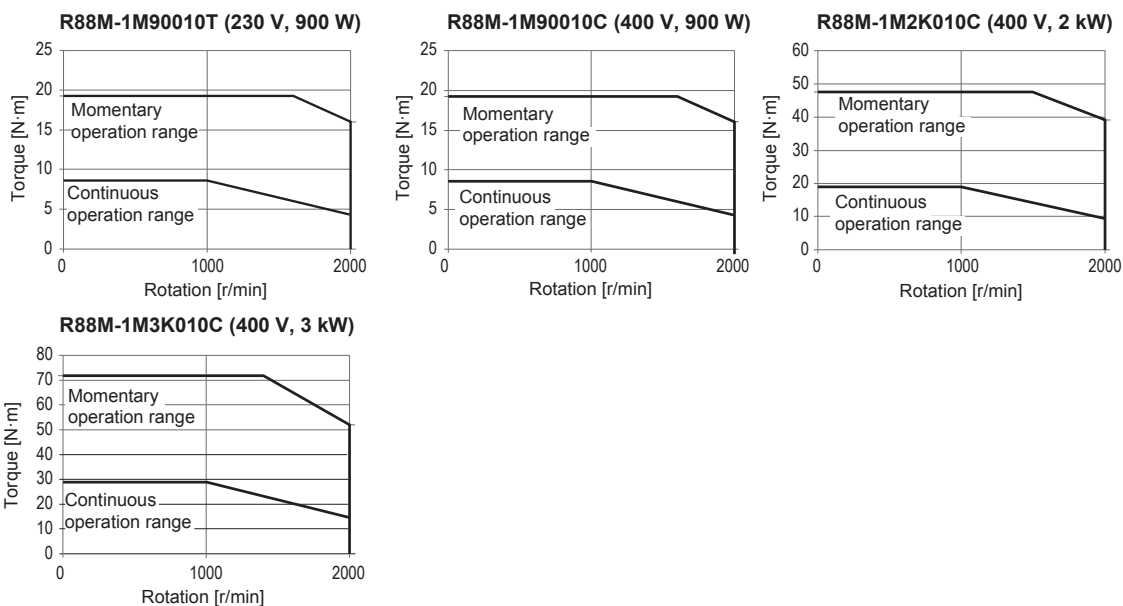 R88M-1M90010T (230 V, 900 W)
25
20
15
10
5
0
Torque [N·m]
Momentary
operation range
Continuous
operation range
0
1000
2000
Rotation [r/min]
R88M-1M90010C (400 V, 900 W)
25
20
15
10
5
0
Torque [N·m]
Momentary
operation range
Continuous
operation range
0
1000
2000
Rotation [r/min]
R88M-1M2K010C (400 V, 2 kW)
60
50
40
30
20
10
0
Torque [N·m]
Momentary
operation range
Continuous
operation range
0
1000
2000
Rotation [r/min]
R88M-1M3K010C (400 V, 3 kW)
80
70
60
50
40
30
20
10
0
Torque [N·m]
Momentary
operation range
Continuous
operation range
0
1000
2000
Rotation [r/min]